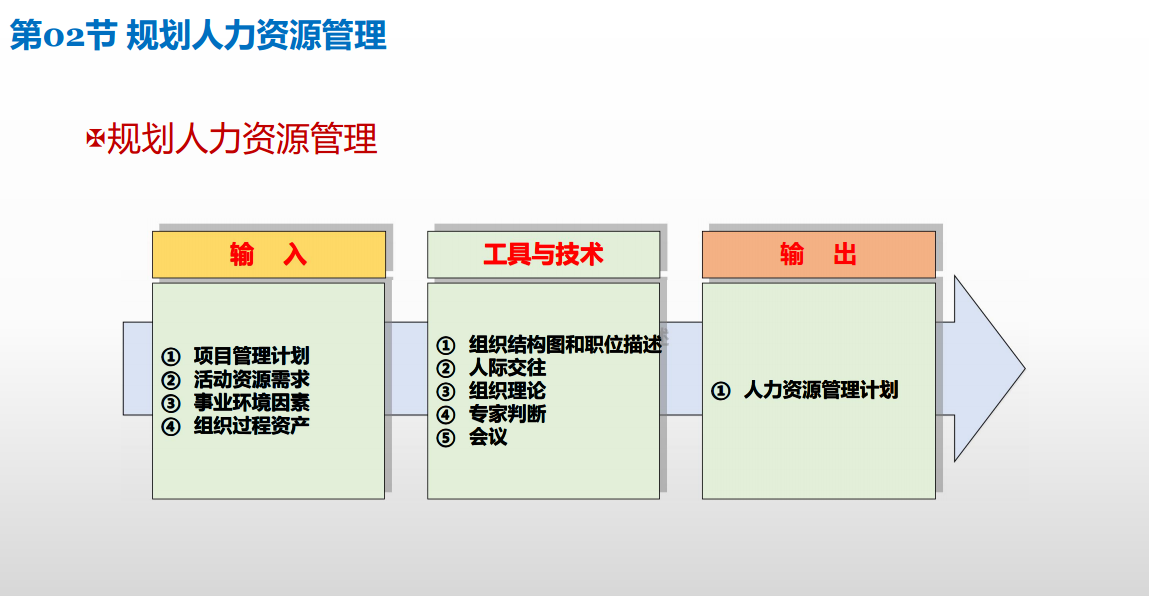 第02节 规划人力资源管理
✠规划人力资源管理
输 入
① 项目管理计划
② 活动资源需求
③ 事业环境因素
④ 组织过程资产
工具与技术
① 组织结构图和职位描述
② 人际交往
③ 组织理论
④ 专家判断
⑤ 会议
输 出
① 人力资源管理计划